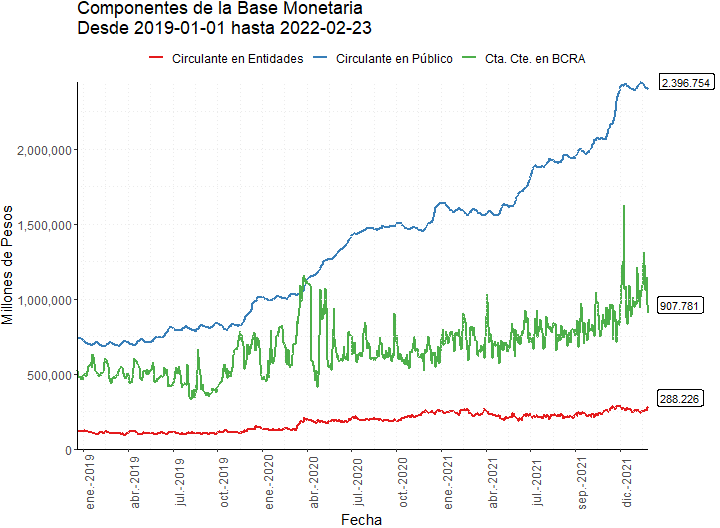 Componentes de la Base Monetaria
Desde 2019-01-01 hasta 2022-02-23
Circulante en Entidades Circulante en Público Cta. Cte. en BCRA
2.396.754
2,000,000
1,500,000
1,000,000
907.781
500,000
288.226
0
Millones de Pesos
ene.-2019 abr.-2019 jul.-2019 oct.-2019 ene.-2020 abr.-2020 jul.-2020 oct.-2020 ene.-2021 abr.-2021 jul.-2021 sep.-2021 dic.-2021
Fecha